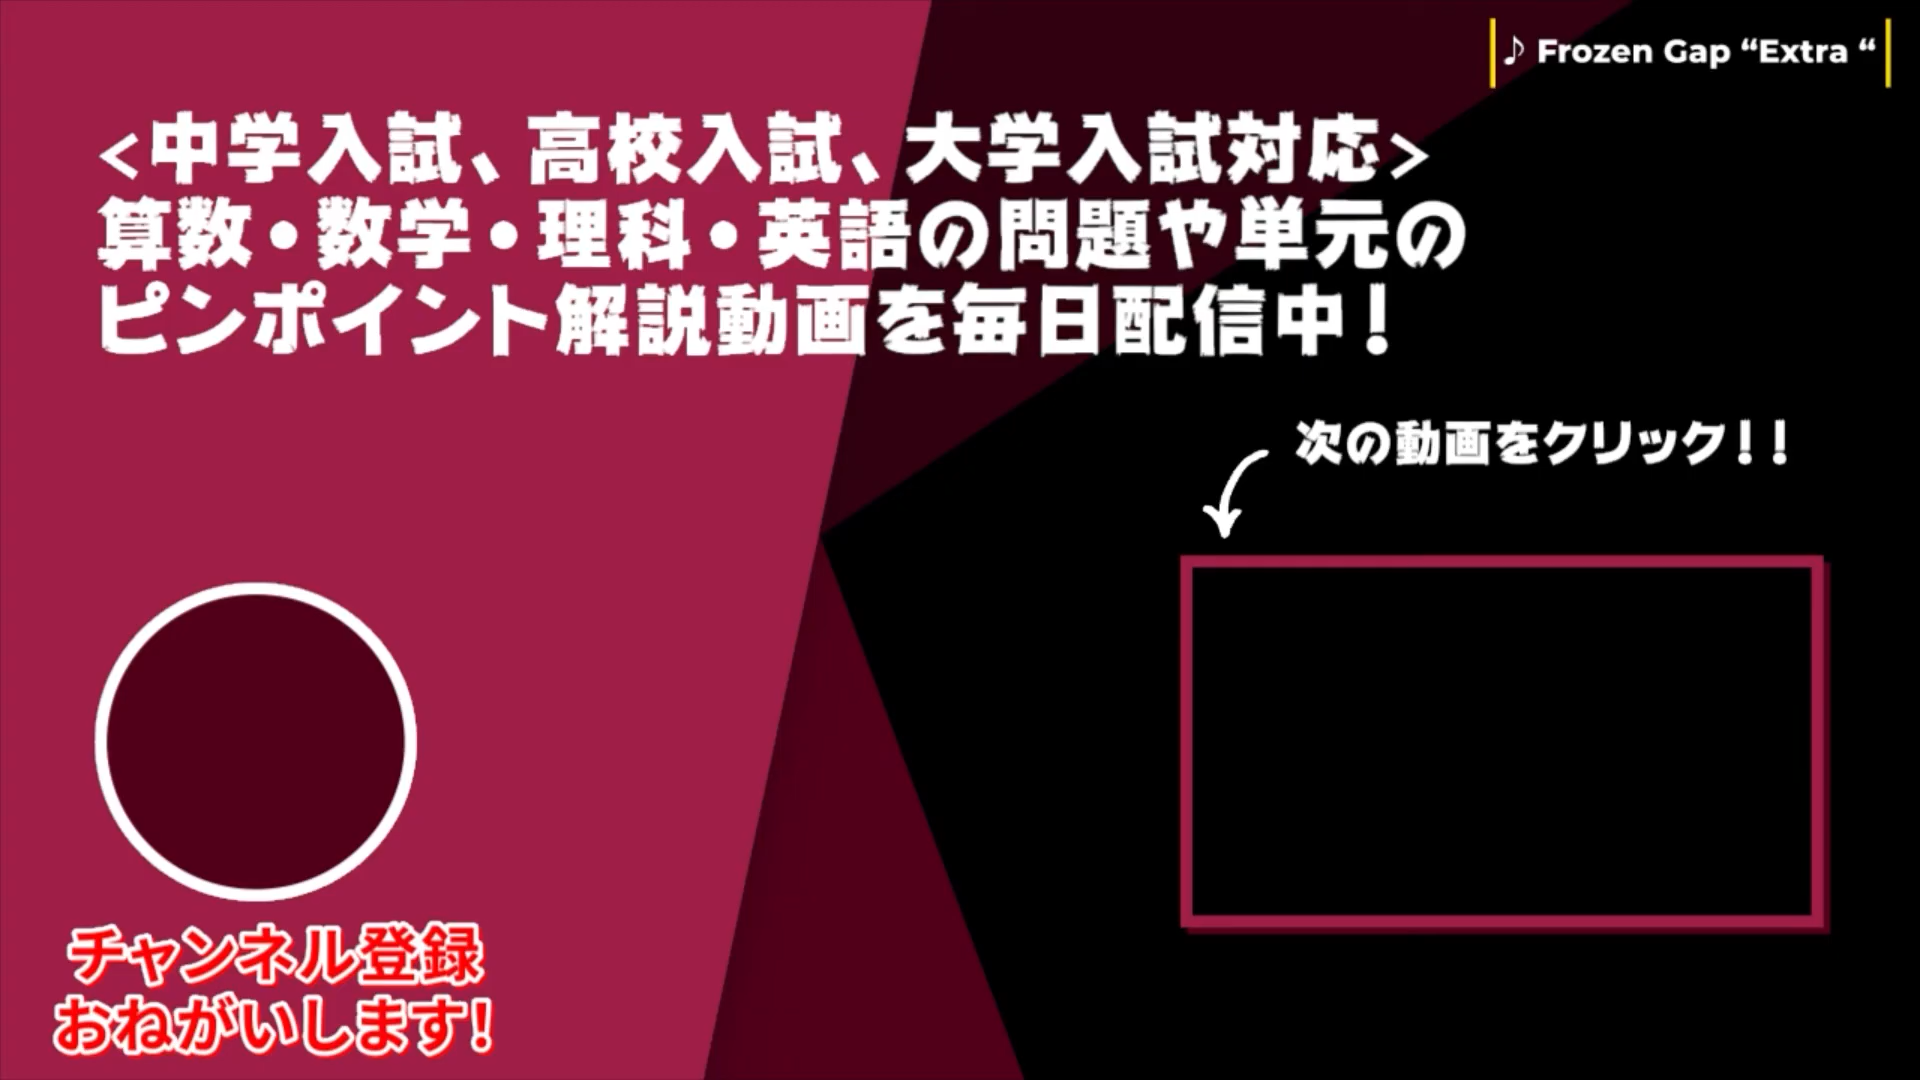 ♪ Frozen Gap “Extra “
<中学入試、高校入試、大学入試対応>
算数・数学・理科・英語の問題や単元の
ピンポイント解説動画を毎日配信中！
次の動画をクリック！！
チャンネル登録
おねがいします！